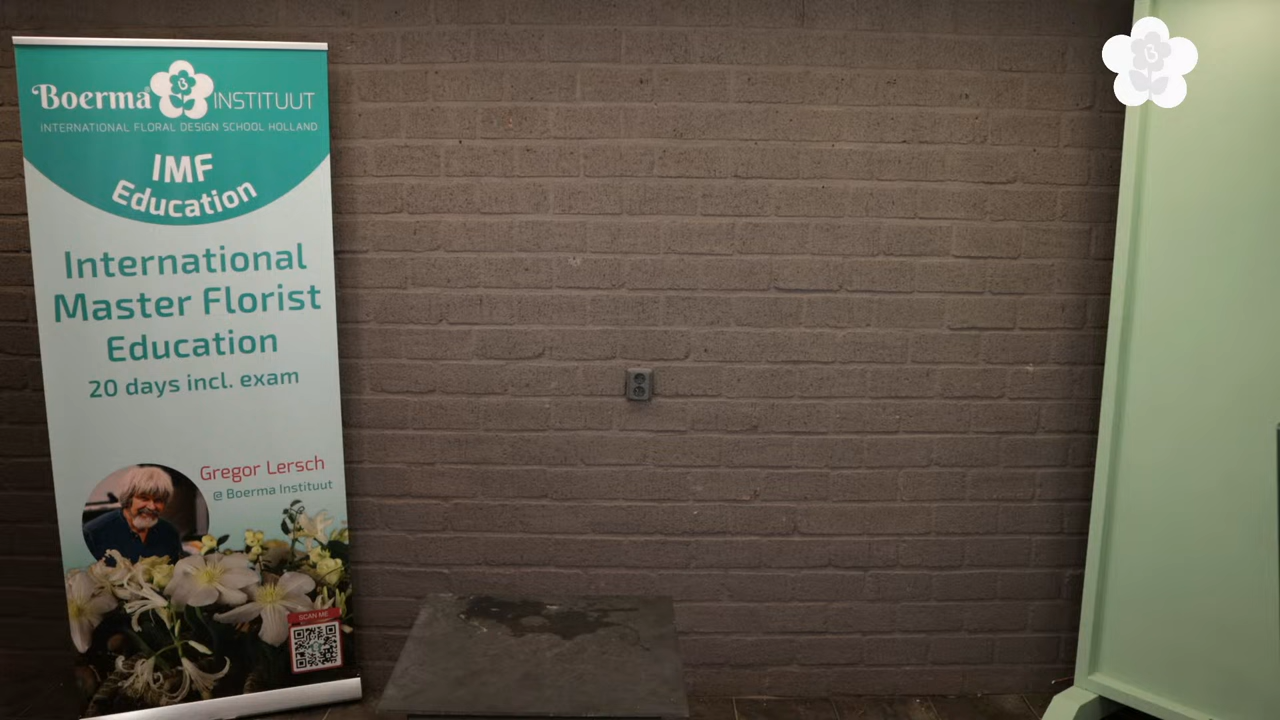 Boerma INSTITUUT
INTERNATIONAL FLORAL DESIGN SCHOOL HOLLAND
IMF
Education
International
Master Florist
Education
20 days incl. exam
Gregor Lersch
@ Boerma Instituut
SCAN ME